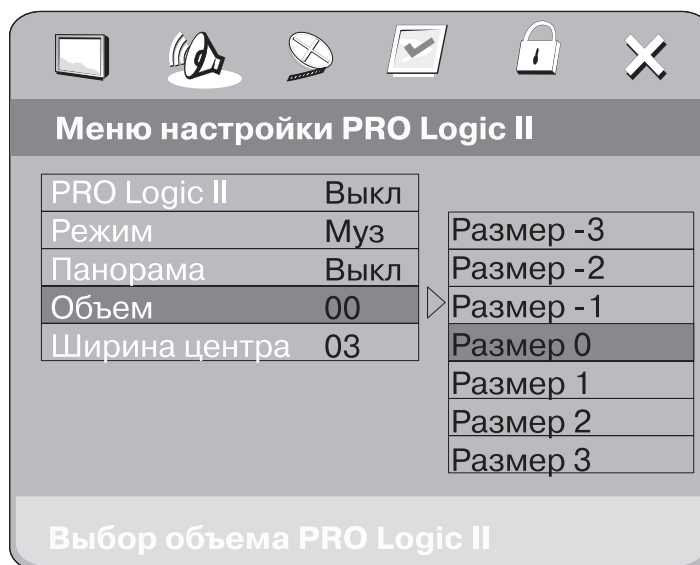 Меню настройки PRO Logic II
PRO Logic II Выкл
Режим Муз
Панорама Выкл
Объем 00
Ширина центра 03
Размер -3
Размер -2
Размер -1
Размер 0
Размер 1
Размер 2
Размер 3
Выбор объема PRO Logic II